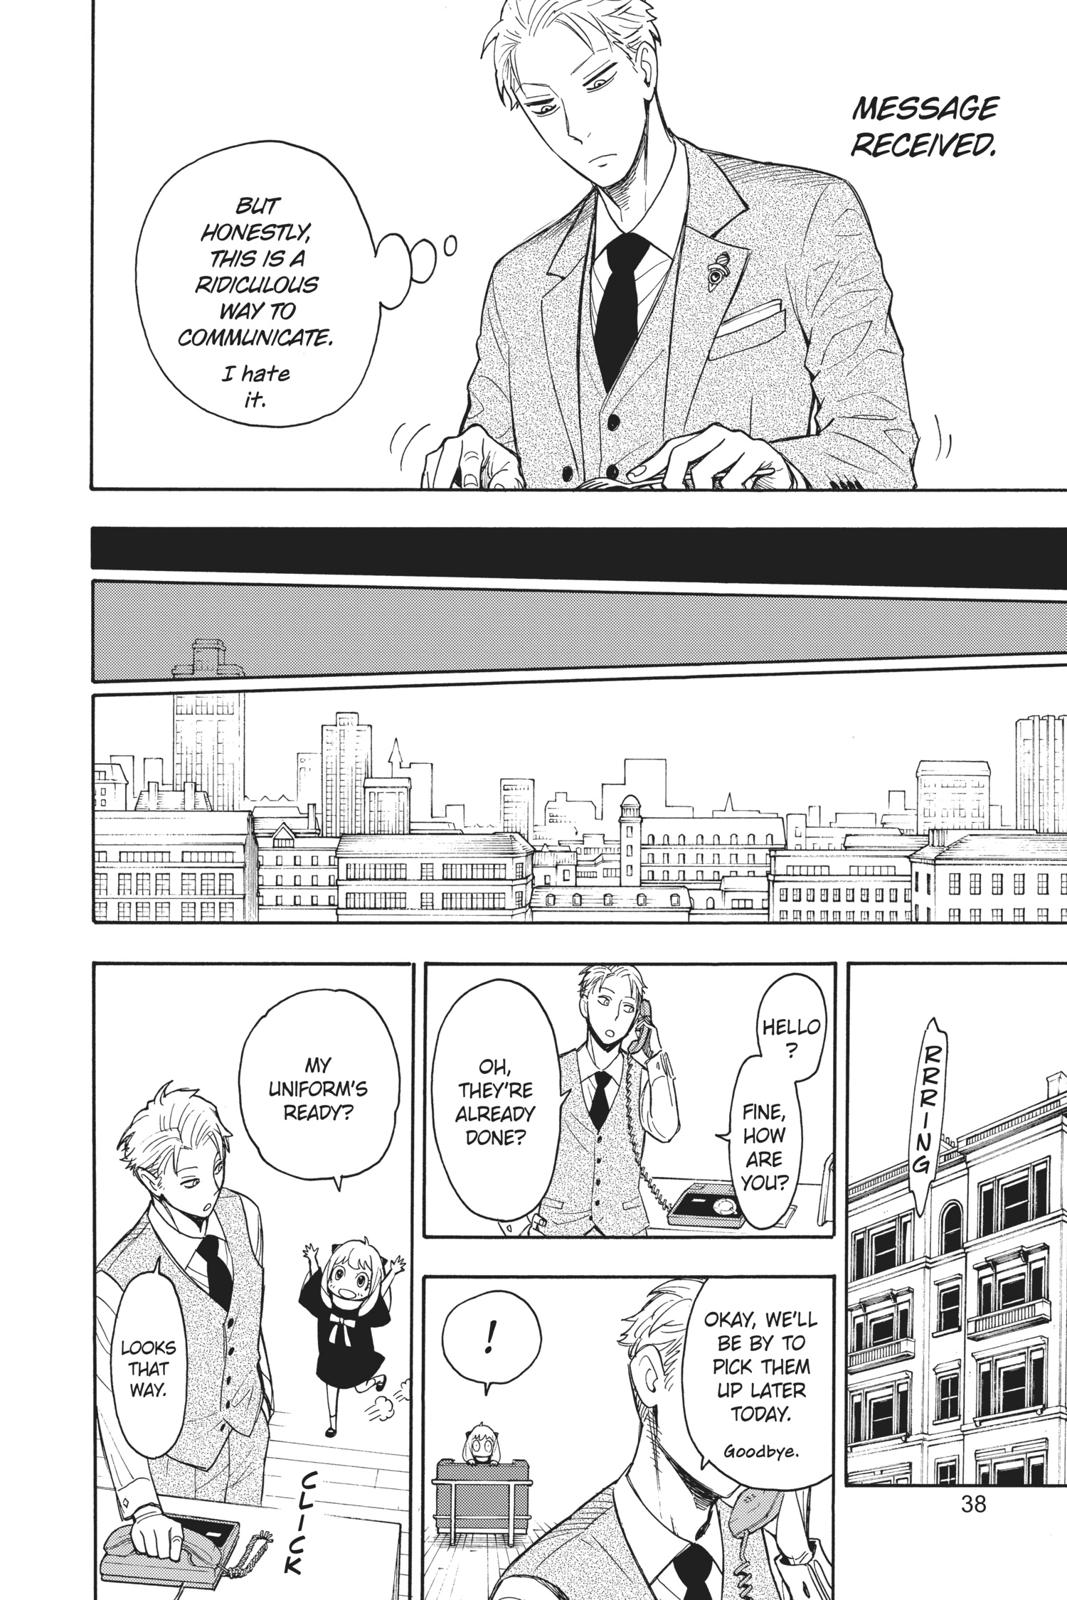 MESSAGE
RECEIVED.
BUT
HONESTLY,
THIS IS A
RIDICULOUS
WAY TO
COMMUNICATE.
I hate
it.
RRRING
HELLO
?
FINE,
HOW
ARE
YOU?
OH,
THEY'RE
ALREADY
DONE?
OKAY, WE'LL
BE BY TO
PICK THEM
UP LATER
TODAY.
Goodbye.
!
MY
UNIFORM'S
READY?
LOOKS
THAT
WAY.
CLICK
38